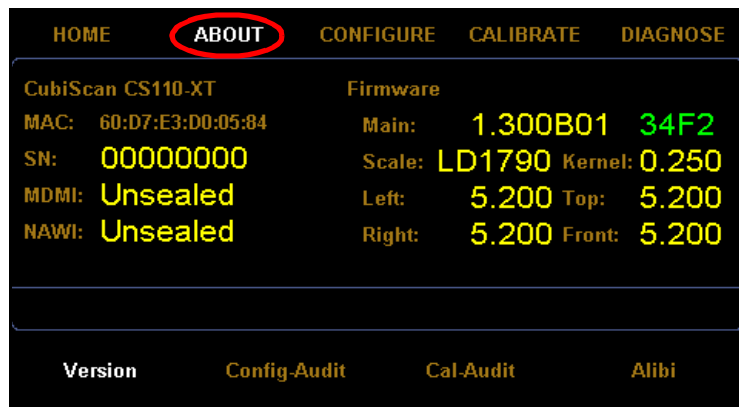 HOME ABOUT CONFIGURE CALIBRATE DIAGNOSE
CubiScan CS110-XT Firmware
MAC: 60:D7:E3:D0:05:84 Main: 1.300B01 34F2
SN: 00000000 Scale: LD1790 Kernel: 0.250
MDMI: Unsealed Left: 5.200 Top: 5.200
NAWI: Unsealed Right: 5.200 Front: 5.200
Version Config-Audit Cal-Audit Alibi